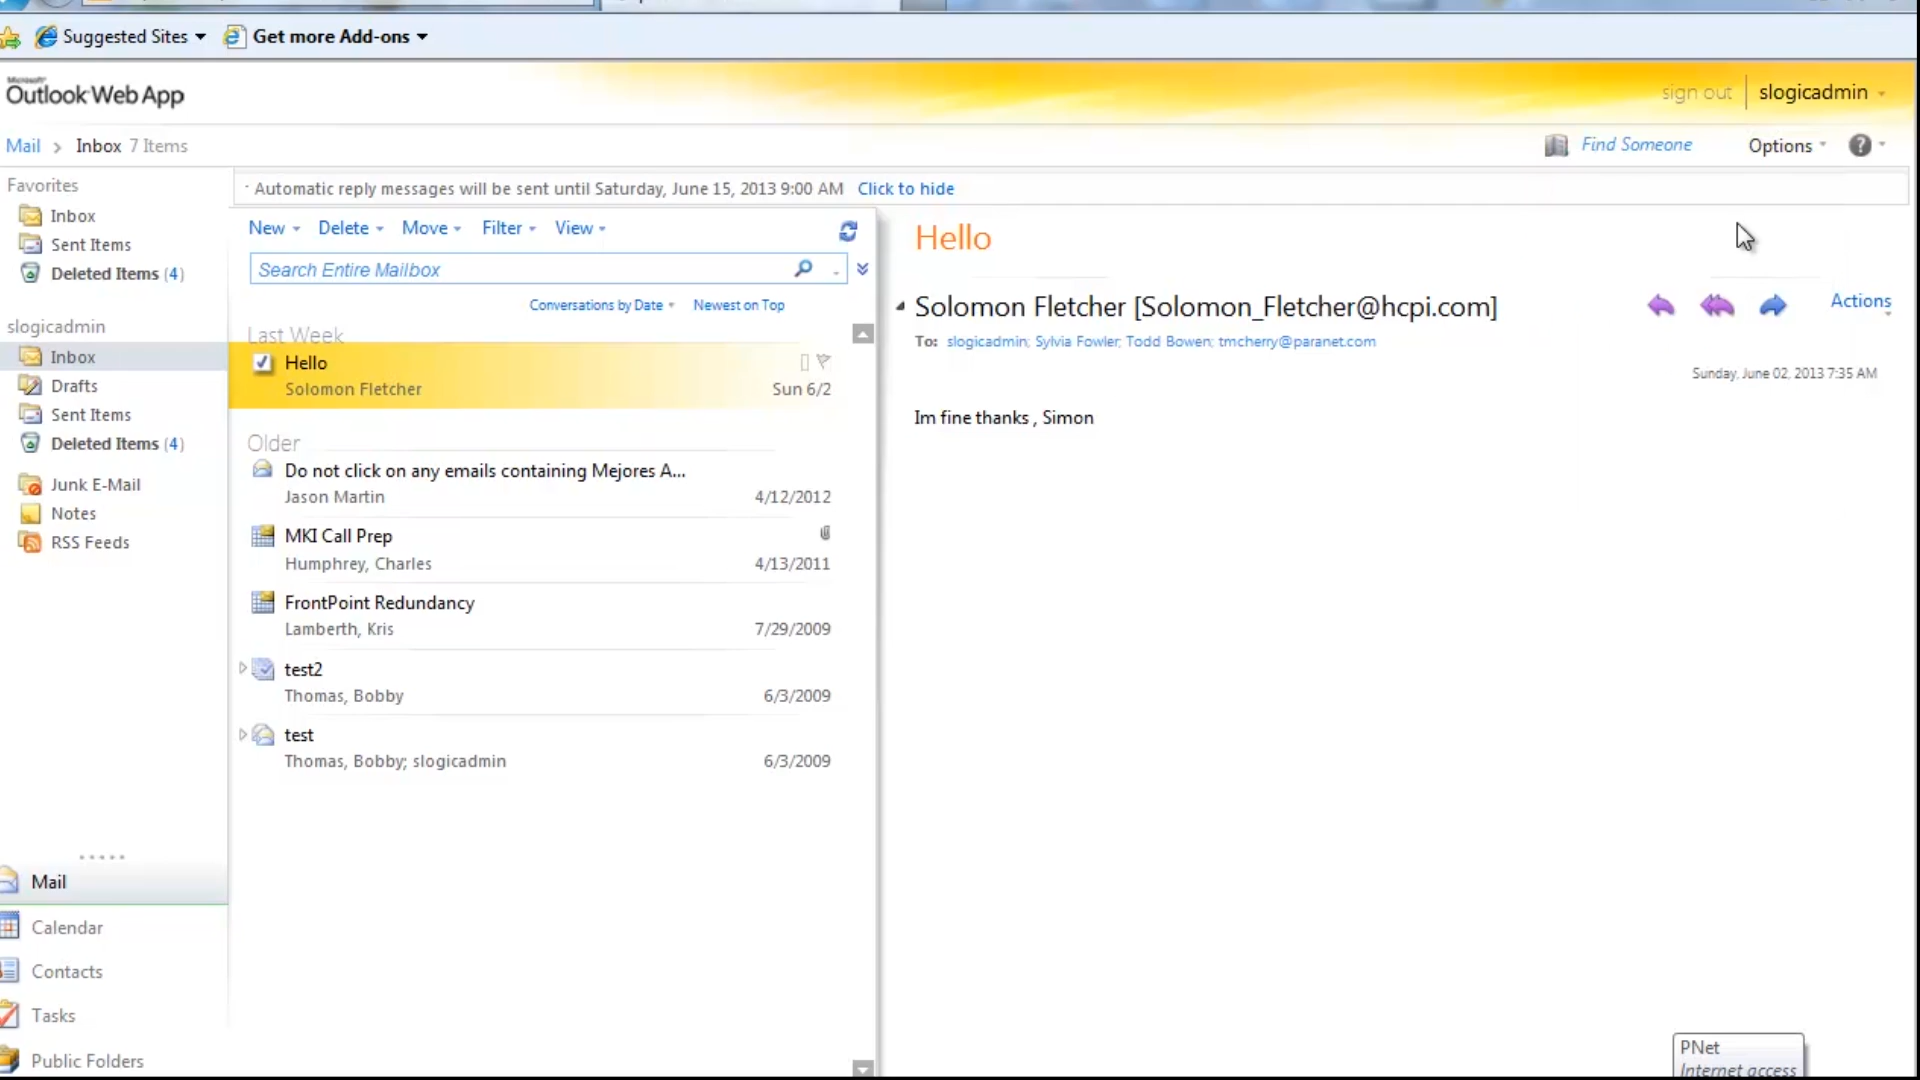 Suggested Sites
Get more Add-ons
Microsoft
Outlook Web App
sign out
slogicadmin
Mail
Inbox 7 Items
Find Someone
Options
?
Favorites
Inbox
Sent Items
Deleted Items (4)
slogicadmin
Inbox
Drafts
Sent Items
Deleted Items (4)
Junk E-Mail
Notes
RSS Feeds
Mail
Calendar
Contacts
Tasks
Public Folders
Automatic reply messages will be sent until Saturday, June 15, 2013 9:00 AM Click to hide
New Delete Move Filter View
Search Entire Mailbox
Conversations by Date Newest on Top
Last Week
Hello
Solomon Fletcher Sun 6/2
Older
Do not click on any emails containing Mejores A...
Jason Martin 4/12/2012
MKI Call Prep
Humphrey, Charles 4/13/2011
FrontPoint Redundancy
Lamberth, Kris 7/29/2009
test2
Thomas, Bobby 6/3/2009
test
Thomas, Bobby; slogicadmin 6/3/2009
Hello
Solomon Fletcher [Solomon_Fletcher@hcpi.com]
Actions
To: slogicadmin; Sylvia Fowler; Todd Bowen; tmcherry@paranet.com
Sunday, June 02, 2013 7:35 AM
Im fine thanks , Simon
PNet
Internet access